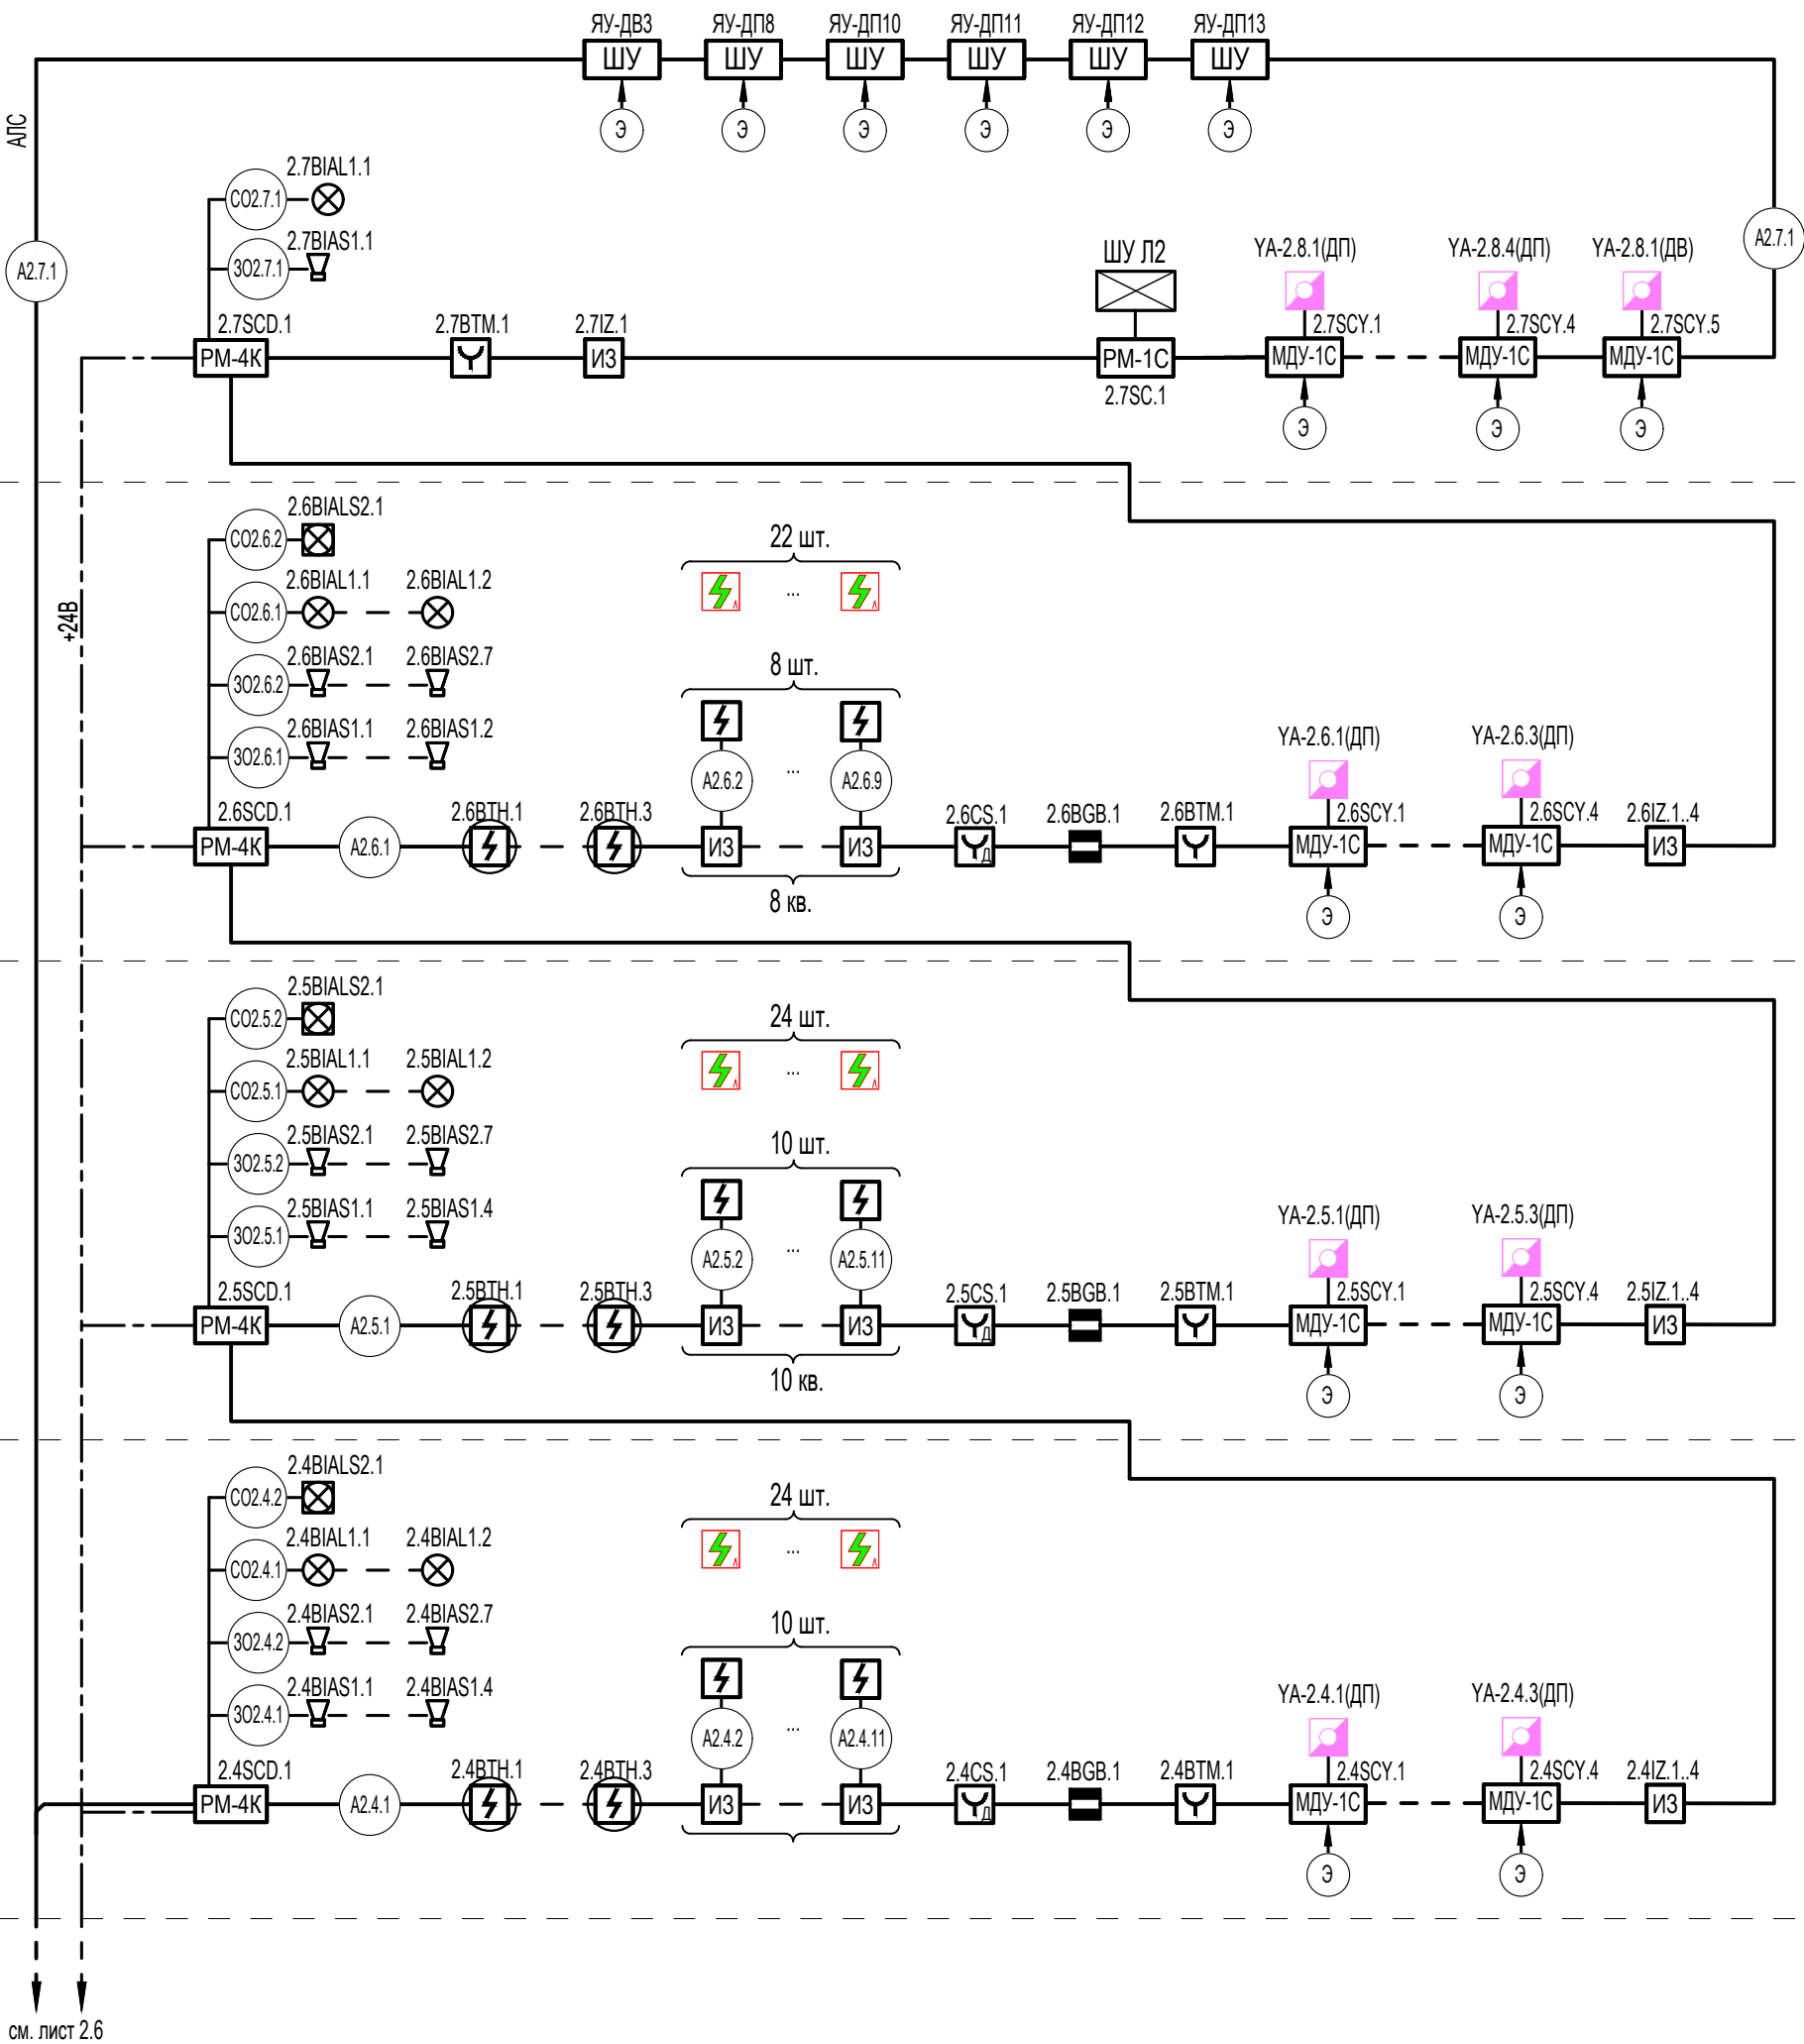 ЯУ-ДВ3 ЯУ-ДП8 ЯУ-ДП10 ЯУ-ДП11 ЯУ-ДП12 ЯУ-ДП13
ШУ ШУ ШУ ШУ ШУ ШУ
Э Э Э Э Э Э
АЛС
2.7BIAL1.1
СО2.7.1
2.7BIAS1.1
ЗО2.7.1
А2.7.1
ШУ Л2
YA-2.8.1(ДП) YA-2.8.4(ДП) YA-2.8.1(ДВ)
А2.7.1
2.7SCD.1 2.7BTM.1 2.7IZ.1 2.7SCY.1 2.7SCY.4 2.7SCY.5
РМ-4К ИЗ РМ-1С МДУ-1С МДУ-1С МДУ-1С
2.7SC.1
Э Э Э
+24В
2.6BIALS2.1
СО2.6.2
22 шт.
2.6BIAL1.1 2.6BIAL1.2
СО2.6.1
Л ... Л
2.6BIAS2.1 2.6BIAS2.7
ЗО2.6.2
8 шт.
2.6BIAS1.1 2.6BIAS1.2
ЗО2.6.1
А2.6.2 ... А2.6.9
YA-2.6.1(ДП) YA-2.6.3(ДП)
2.6SCD.1 2.6BTH.1 2.6BTH.3 2.6CS.1 2.6BGB.1 2.6BTM.1 2.6SCY.1 2.6SCY.4 2.6IZ.1..4
РМ-4К А2.6.1 ИЗ ИЗ Д МДУ-1С МДУ-1С ИЗ
8 кв.
Э Э
2.5BIALS2.1
СО2.5.2
24 шт.
2.5BIAL1.1 2.5BIAL1.2
СО2.5.1
Л ... Л
2.5BIAS2.1 2.5BIAS2.7
ЗО2.5.2
10 шт.
2.5BIAS1.1 2.5BIAS1.4
ЗО2.5.1
А2.5.2 ... А2.5.11
YA-2.5.1(ДП) YA-2.5.3(ДП)
2.5SCD.1 2.5BTH.1 2.5BTH.3 2.5CS.1 2.5BGB.1 2.5BTM.1 2.5SCY.1 2.5SCY.4 2.5IZ.1..4
РМ-4К А2.5.1 ИЗ ИЗ Д МДУ-1С МДУ-1С ИЗ
10 кв.
Э Э
2.4BIALS2.1
СО2.4.2
24 шт.
2.4BIAL1.1 2.4BIAL1.2
СО2.4.1
Л ... Л
2.4BIAS2.1 2.4BIAS2.7
ЗО2.4.2
10 шт.
2.4BIAS1.1 2.4BIAS1.4
ЗО2.4.1
А2.4.2 ... А2.4.11
YA-2.4.1(ДП) YA-2.4.3(ДП)
2.4SCD.1 2.4BTH.1 2.4BTH.3 2.4CS.1 2.4BGB.1 2.4BTM.1 2.4SCY.1 2.4SCY.4 2.4IZ.1..4
РМ-4К А2.4.1 ИЗ ИЗ Д МДУ-1С МДУ-1С ИЗ
Э Э
см. лист 2.6